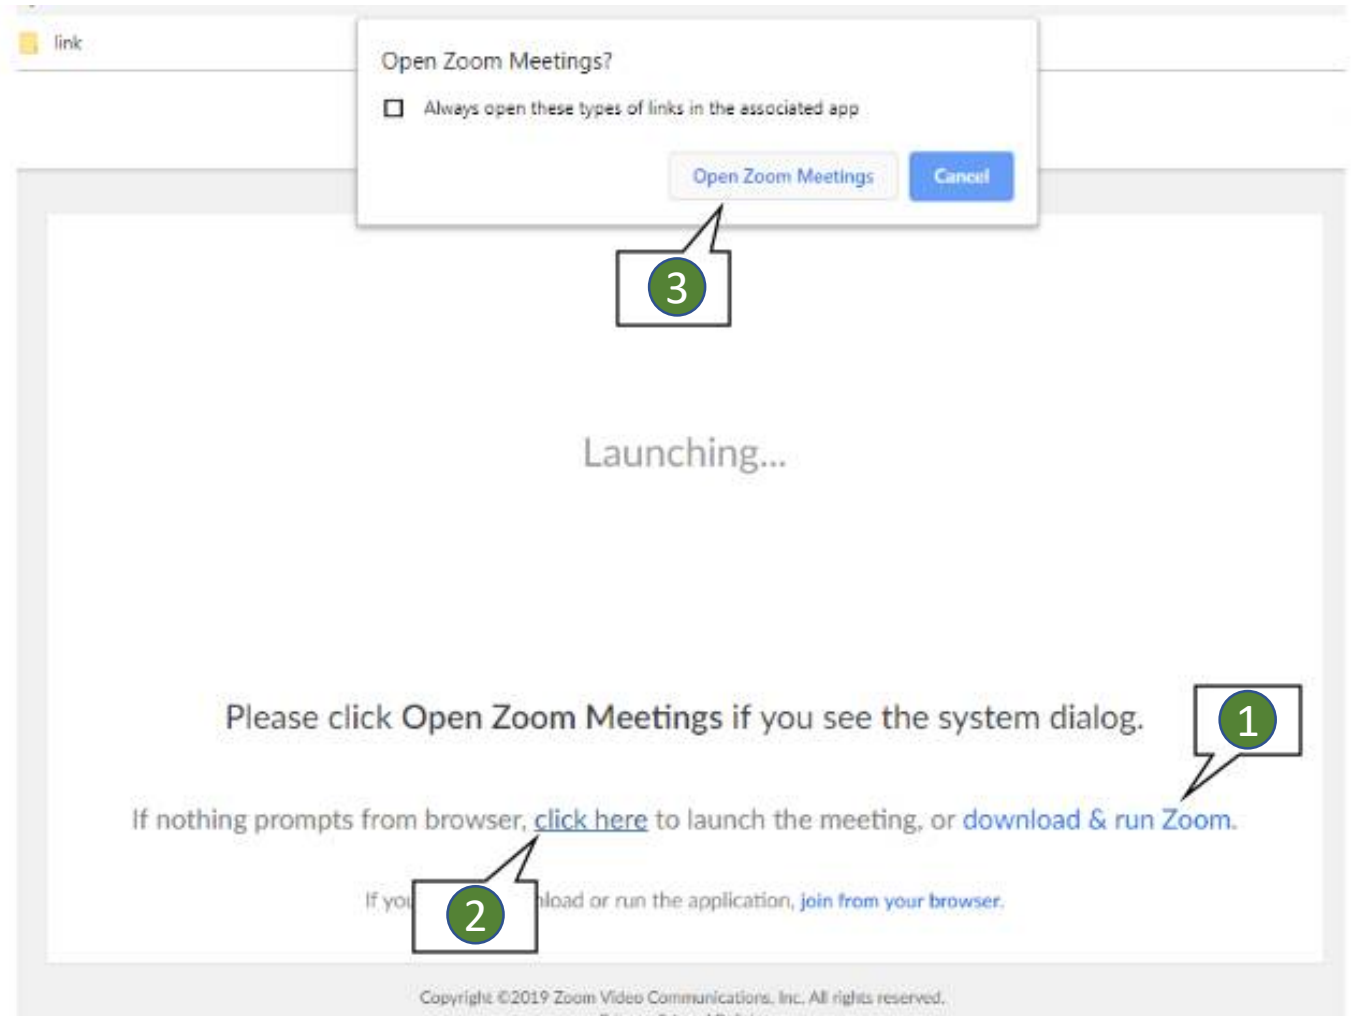 link
Open Zoom Meetings?
Always open these types of links in the associated app
Open Zoom Meetings Cancel
3
Launching...
Please click Open Zoom Meetings if you see the system dialog.
1
If nothing prompts from browser, click here to launch the meeting, or download & run Zoom.
If you load or run the application, join from your browser.
2
Copyright ©2019 Zoom Video Communications, Inc. All rights reserved.